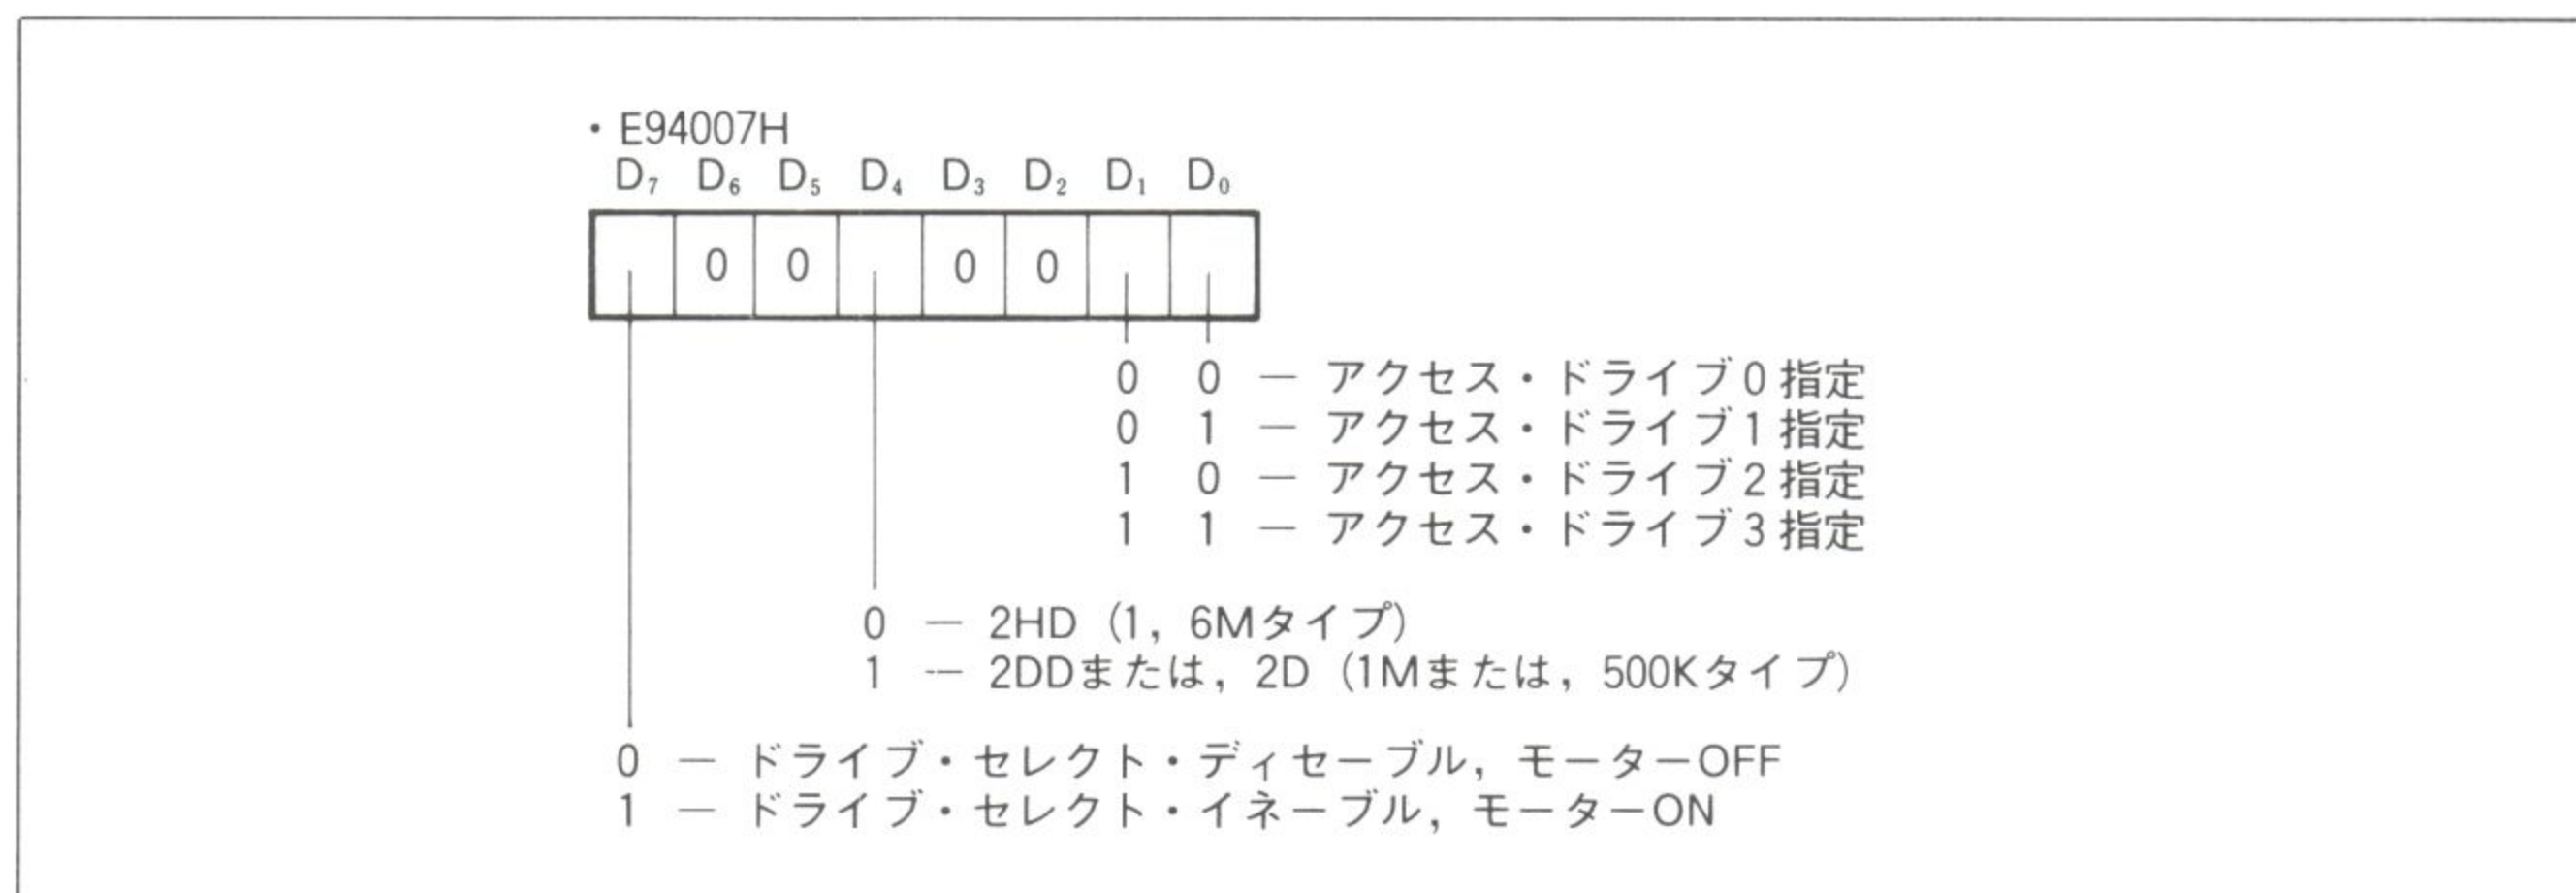 ・E94007H
D7 D6 D5 D4 D3 D2 D1 D0
0 0 0 0
0 0 — アクセス・ドライブ0指定
0 1 — アクセス・ドライブ1指定
1 0 — アクセス・ドライブ2指定
1 1 — アクセス・ドライブ3指定
0 — 2HD (1, 6Mタイプ)
1 — 2DDまたは, 2D (1Mまたは, 500Kタイプ)
0 — ドライブ・セレクト・ディセーブル, モーターOFF
1 — ドライブ・セレクト・イネーブル, モーターON